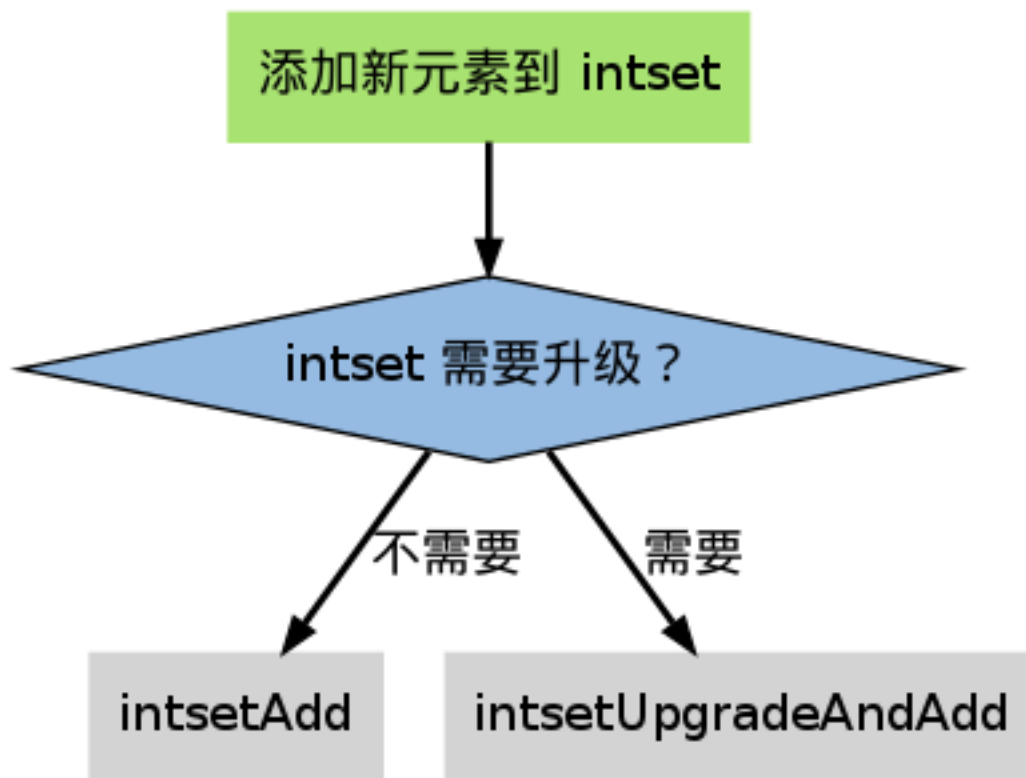 添加新元素到 intset
intset 需要升级？
不需要
需要
intsetAdd
intsetUpgradeAndAdd